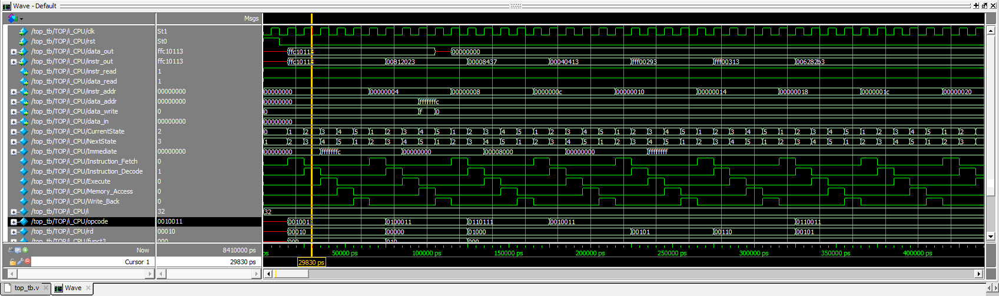 Wave - Default
Msgs
/top_tb/TOP/i_CPU/clk St1
/top_tb/TOP/i_CPU/rst St0
/top_tb/TOP/i_CPU/data_out ffc10113 ffc10113 00000000
/top_tb/TOP/i_CPU/instr_out ffc10113 ffc10113 00812023 00008437 00040413 fff00293 fff00313 006282b3
/top_tb/TOP/i_CPU/instr_read 1
/top_tb/TOP/i_CPU/data_read 1
/top_tb/TOP/i_CPU/instr_addr 00000000 00000000 00000004 00000008 0000000c 00000010 00000014 00000018 0000001c 00000020
/top_tb/TOP/i_CPU/data_addr 00000000 00000000 fffffffc
/top_tb/TOP/i_CPU/data_write 0 0 f 0
/top_tb/TOP/i_CPU/data_in 00000000 00000000
/top_tb/TOP/i_CPU/CurrentState 2 0 1 2 3 4 5 1 2 3 4 5 1 2 3 4 5 1 2 3 4 5 1 2 3 4 5 1 2 3 4 5 1 2 3 4 5 1 2 3 4 5 1 2
/top_tb/TOP/i_CPU/NextState 3 1 2 3 4 5 1 2 3 4 5 1 2 3 4 5 1 2 3 4 5 1 2 3 4 5 1 2 3 4 5 1 2 3 4 5 1 2 3 4 5 1 2 3
/top_tb/TOP/i_CPU/Immediate 00000000 00000000 fffffffc 00000000 00008000 00000000 ffffffff
/top_tb/TOP/i_CPU/Instruction_Fetch 0
/top_tb/TOP/i_CPU/Instruction_Decode 1
/top_tb/TOP/i_CPU/Execute 0
/top_tb/TOP/i_CPU/Memory_Access 0
/top_tb/TOP/i_CPU/Write_Back 0
/top_tb/TOP/i_CPU/i 32 32
/top_tb/TOP/i_CPU/opcode 0010011 0010011 0100011 0110111 0010011 0110011
/top_tb/TOP/i_CPU/rd 00010 00010 00000 01000 00101 00110 00101
/top_tb/TOP/i_CPU/funct3 000 000 010 000
Now 8410000 ps ps 50000 ps 100000 ps 150000 ps 200000 ps 250000 ps 300000 ps 350000 ps 400000 ps
Cursor 1 29830 ps 29830 ps
top_tb.v Wave